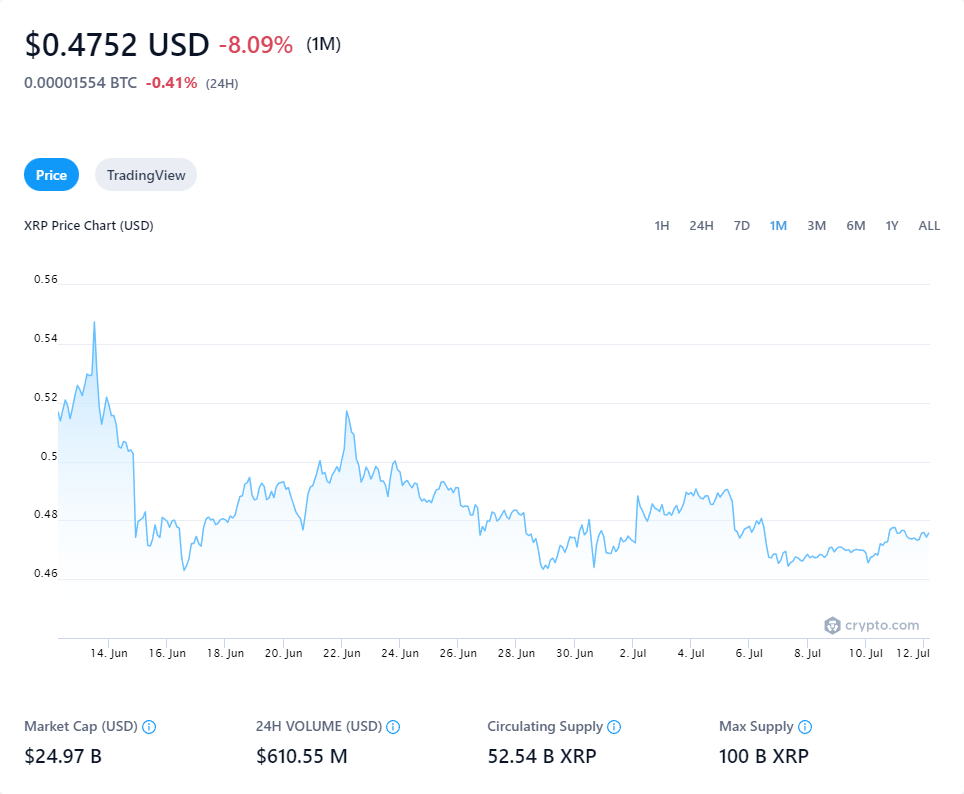 $0.4752 USD -8.09% (1M)
0.00001554 BTC -0.41% (24H)
Price TradingView
XRP Price Chart (USD) 1H 24H 7D 1M 3M 6M 1Y ALL
0.56
0.54
0.52
0.5
0.48
0.46
crypto.com
14. Jun 16. Jun 18. Jun 20. Jun 22. Jun 24. Jun 26. Jun 28. Jun 30. Jun 2. Jul 4. Jul 6. Jul 8. Jul 10. Jul 12. Jul
Market Cap (USD) 24H VOLUME (USD) Circulating Supply Max Supply
$24.97 B $610.55 M 52.54 B XRP 100 B XRP